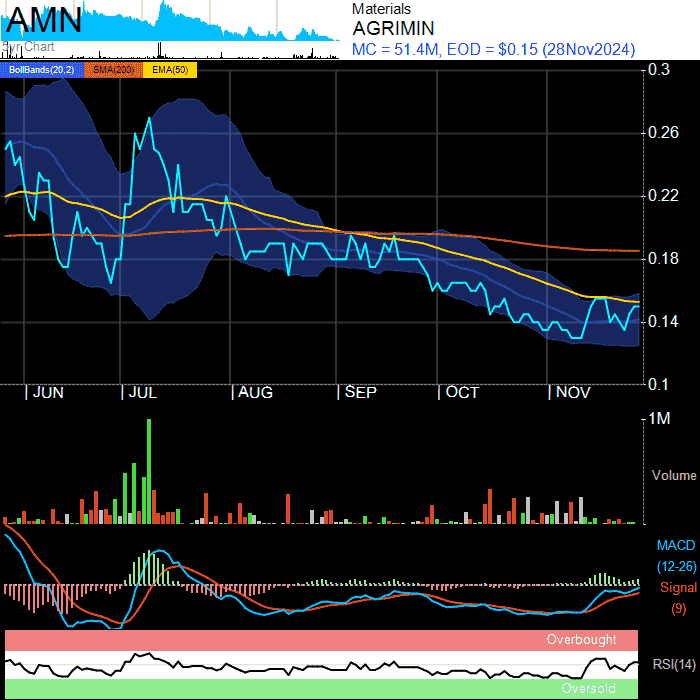 AMN
5yr Chart
Materials
AGRIMIN
MC = 51.4M, EOD = $0.15 (28Nov2024)
BollBands(20,2) SMA(200) EMA(50)
0.3
0.26
0.22
0.18
0.14
0.1
JUN JUL AUG SEP OCT NOV
1M
Volume
MACD
(12-26)
Signal
(9)
Overbought
RSI(14)
Oversold